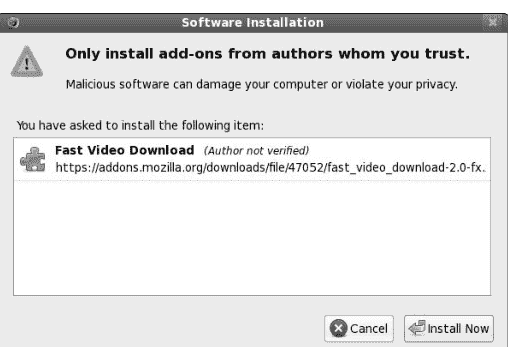 Software Installation
Only install add-ons from authors whom you trust.
Malicious software can damage your computer or violate your privacy.
You have asked to install the following item:
Fast Video Download (Author not verified)
https://addons.mozilla.org/downloads/file/47052/fast_video_download-2.0-fx.
Cancel
Install Now